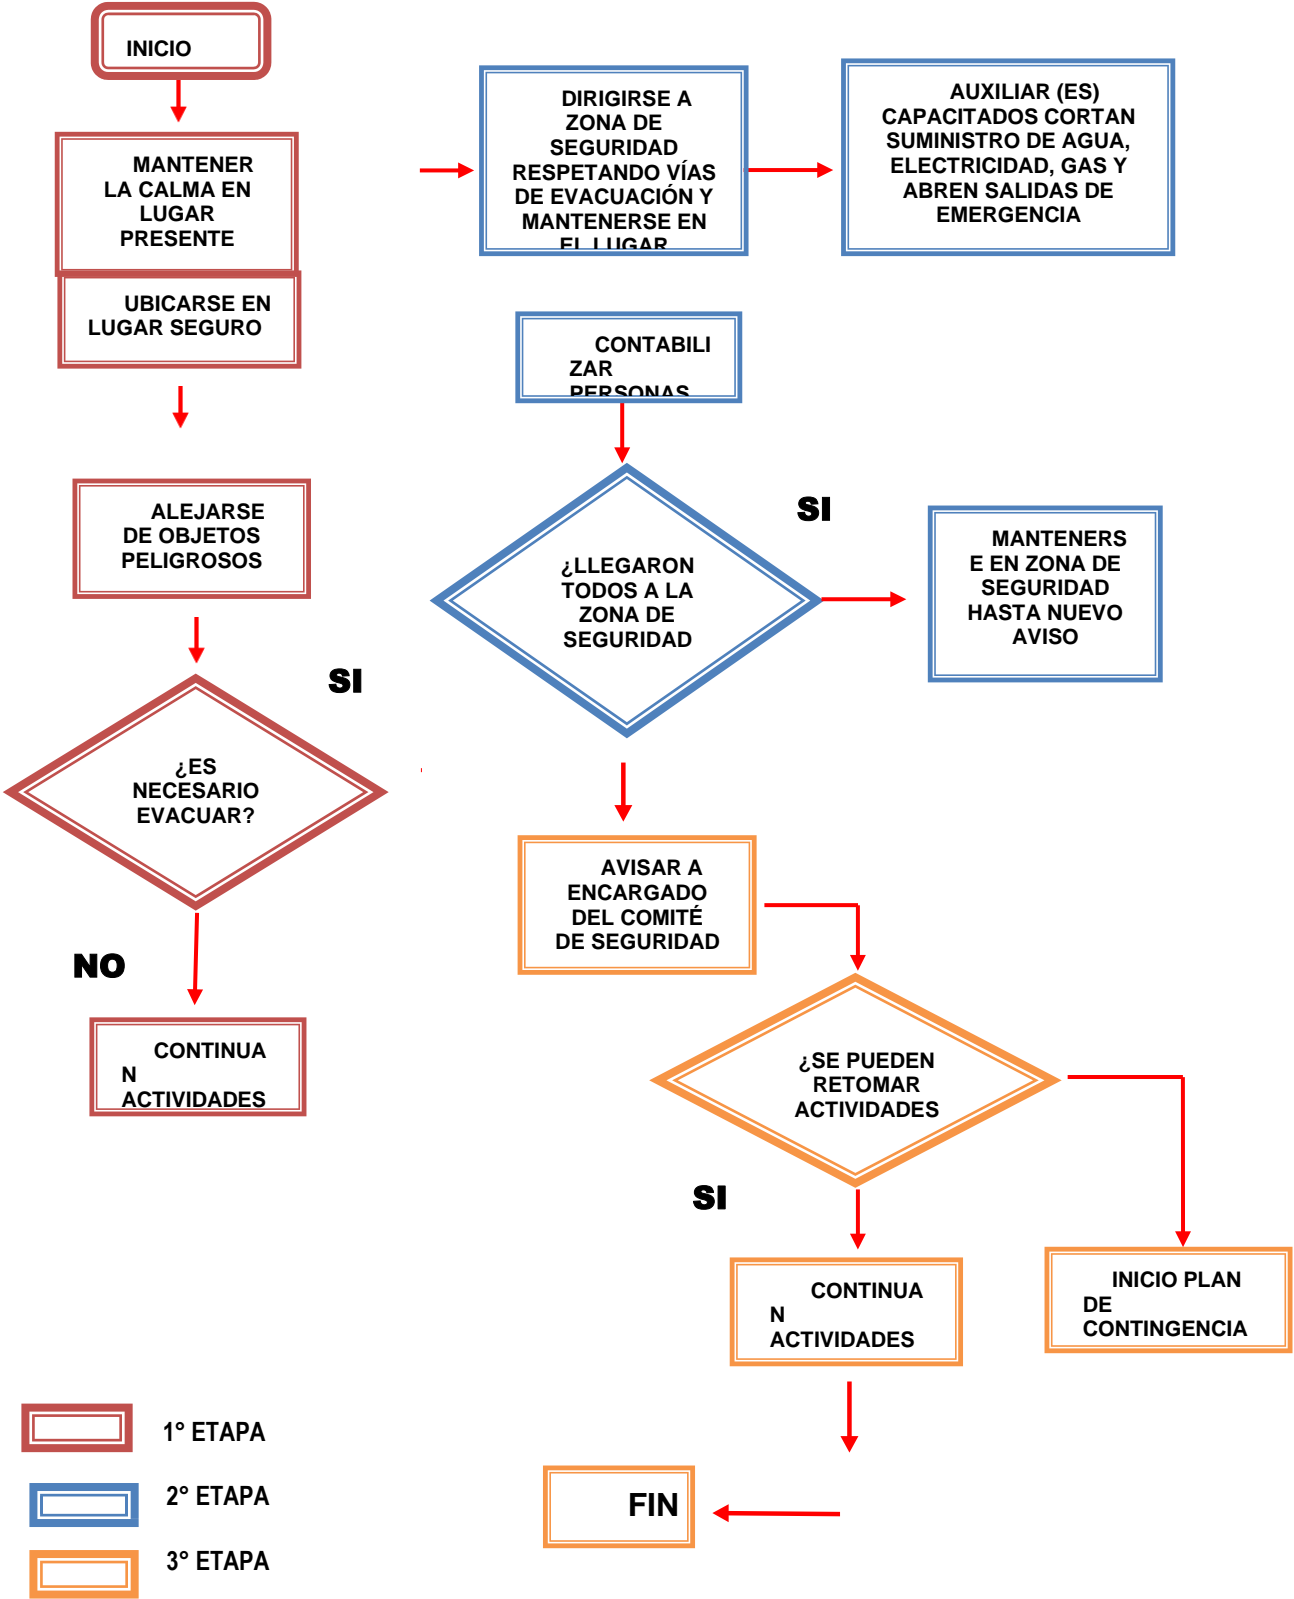 INICIO
MANTENER
LA CALMA EN
LUGAR
PRESENTE
UBICARSE EN
LUGAR SEGURO
ALEJARSE
DE OBJETOS
PELIGROSOS
SI
¿ES
NECESARIO
EVACUAR?
NO
CONTINUA
N
ACTIVIDADES
DIRIGIRSE A
ZONA DE
SEGURIDAD
RESPETANDO VÍAS
DE EVACUACIÓN Y
MANTENERSE EN
EL LUGAR
AUXILIAR (ES)
CAPACITADOS CORTAN
SUMINISTRO DE AGUA,
ELECTRICIDAD, GAS Y
ABREN SALIDAS DE
EMERGENCIA
CONTABILI
ZAR
PERSONAS
¿LLEGARON
TODOS A LA
ZONA DE
SEGURIDAD
SI
MANTENERS
E EN ZONA DE
SEGURIDAD
HASTA NUEVO
AVISO
AVISAR A
ENCARGADO
DEL COMITÉ
DE SEGURIDAD
¿SE PUEDEN
RETOMAR
ACTIVIDADES
SI
CONTINUA
N
ACTIVIDADES
INICIO PLAN
DE
CONTINGENCIA
FIN
1° ETAPA
2° ETAPA
3° ETAPA